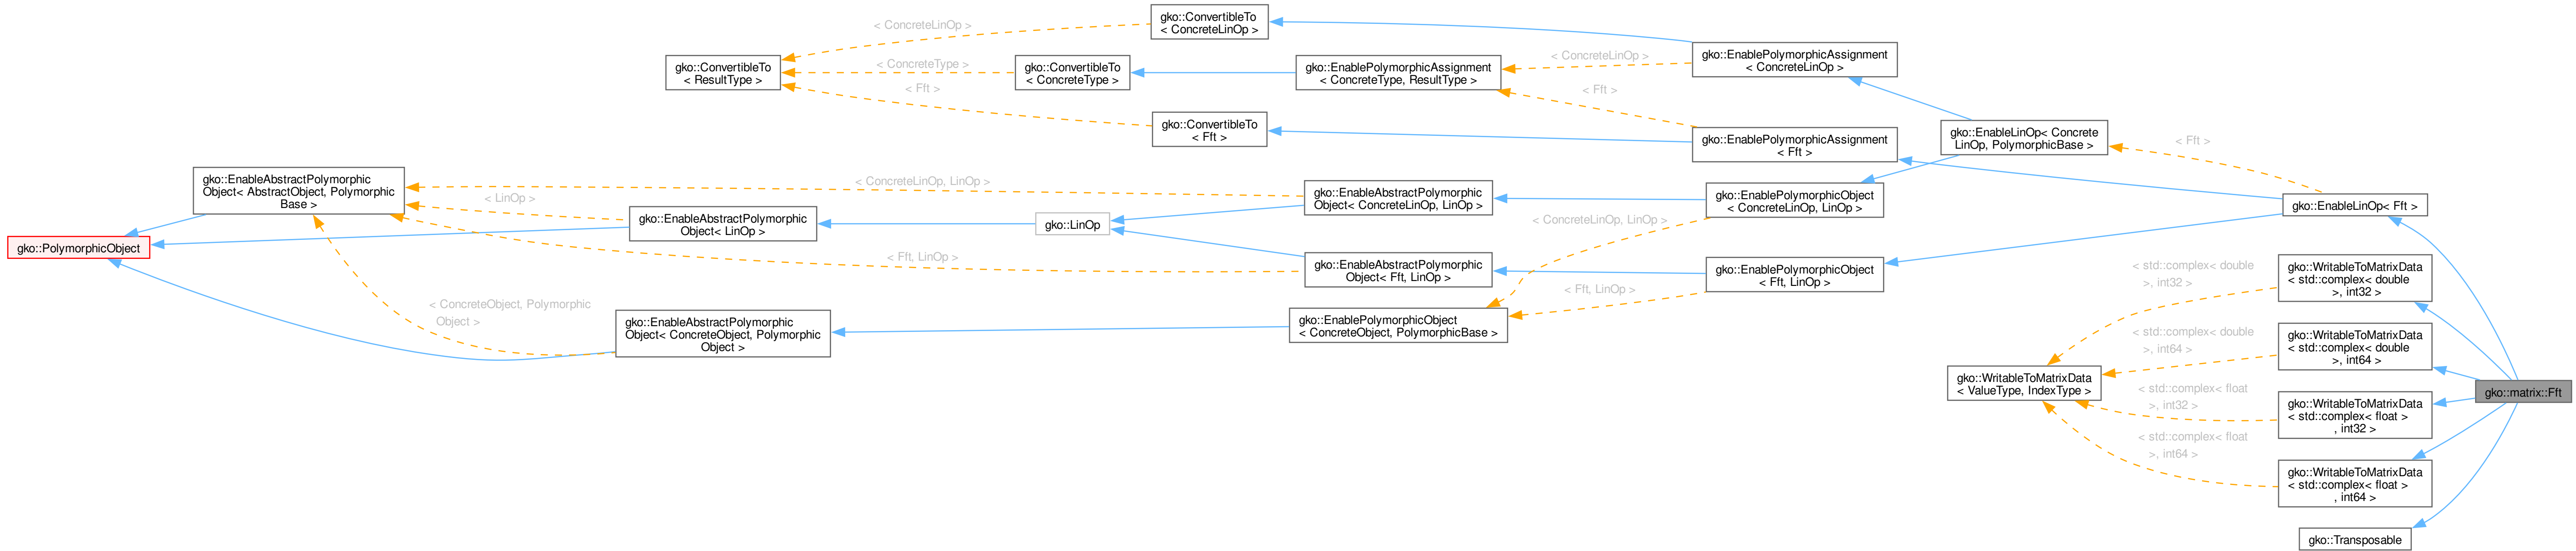 gko::PolymorphicObject
gko::EnableAbstractPolymorphic
Object< AbstractObject, Polymorphic
Base >
gko::ConvertibleTo
< ResultType >
gko::EnableAbstractPolymorphic
Object< LinOp >
gko::EnableAbstractPolymorphic
Object< ConcreteObject, Polymorphic
Object >
< ConcreteLinOp >
< ConcreteType >
< Fft >
< ConcreteLinOp, LinOp >
< LinOp >
< Fft, LinOp >
< ConcreteObject, Polymorphic
Object >
gko::ConvertibleTo
< ConcreteLinOp >
gko::ConvertibleTo
< ConcreteType >
gko::ConvertibleTo
< Fft >
gko::LinOp
gko::EnablePolymorphicAssignment
< ConcreteType, ResultType >
gko::EnableAbstractPolymorphic
Object< ConcreteLinOp, LinOp >
gko::EnableAbstractPolymorphic
Object< Fft, LinOp >
gko::EnablePolymorphicObject
< ConcreteObject, PolymorphicBase >
< ConcreteLinOp >
< Fft >
< ConcreteLinOp, LinOp >
< Fft, LinOp >
gko::EnablePolymorphicAssignment
< ConcreteLinOp >
gko::EnablePolymorphicAssignment
< Fft >
gko::EnablePolymorphicObject
< ConcreteLinOp, LinOp >
gko::EnablePolymorphicObject
< Fft, LinOp >
gko::EnableLinOp< Concrete
LinOp, PolymorphicBase >
gko::WritableToMatrixData
< ValueType, IndexType >
< Fft >
< std::complex< double
>, int32 >
< std::complex< double
>, int64 >
< std::complex< float
>, int32 >
< std::complex< float
>, int64 >
gko::EnableLinOp< Fft >
gko::WritableToMatrixData
< std::complex< double
>, int32 >
gko::WritableToMatrixData
< std::complex< double
>, int64 >
gko::WritableToMatrixData
< std::complex< float >
, int32 >
gko::WritableToMatrixData
< std::complex< float >
, int64 >
gko::Transposable
gko::matrix::Fft